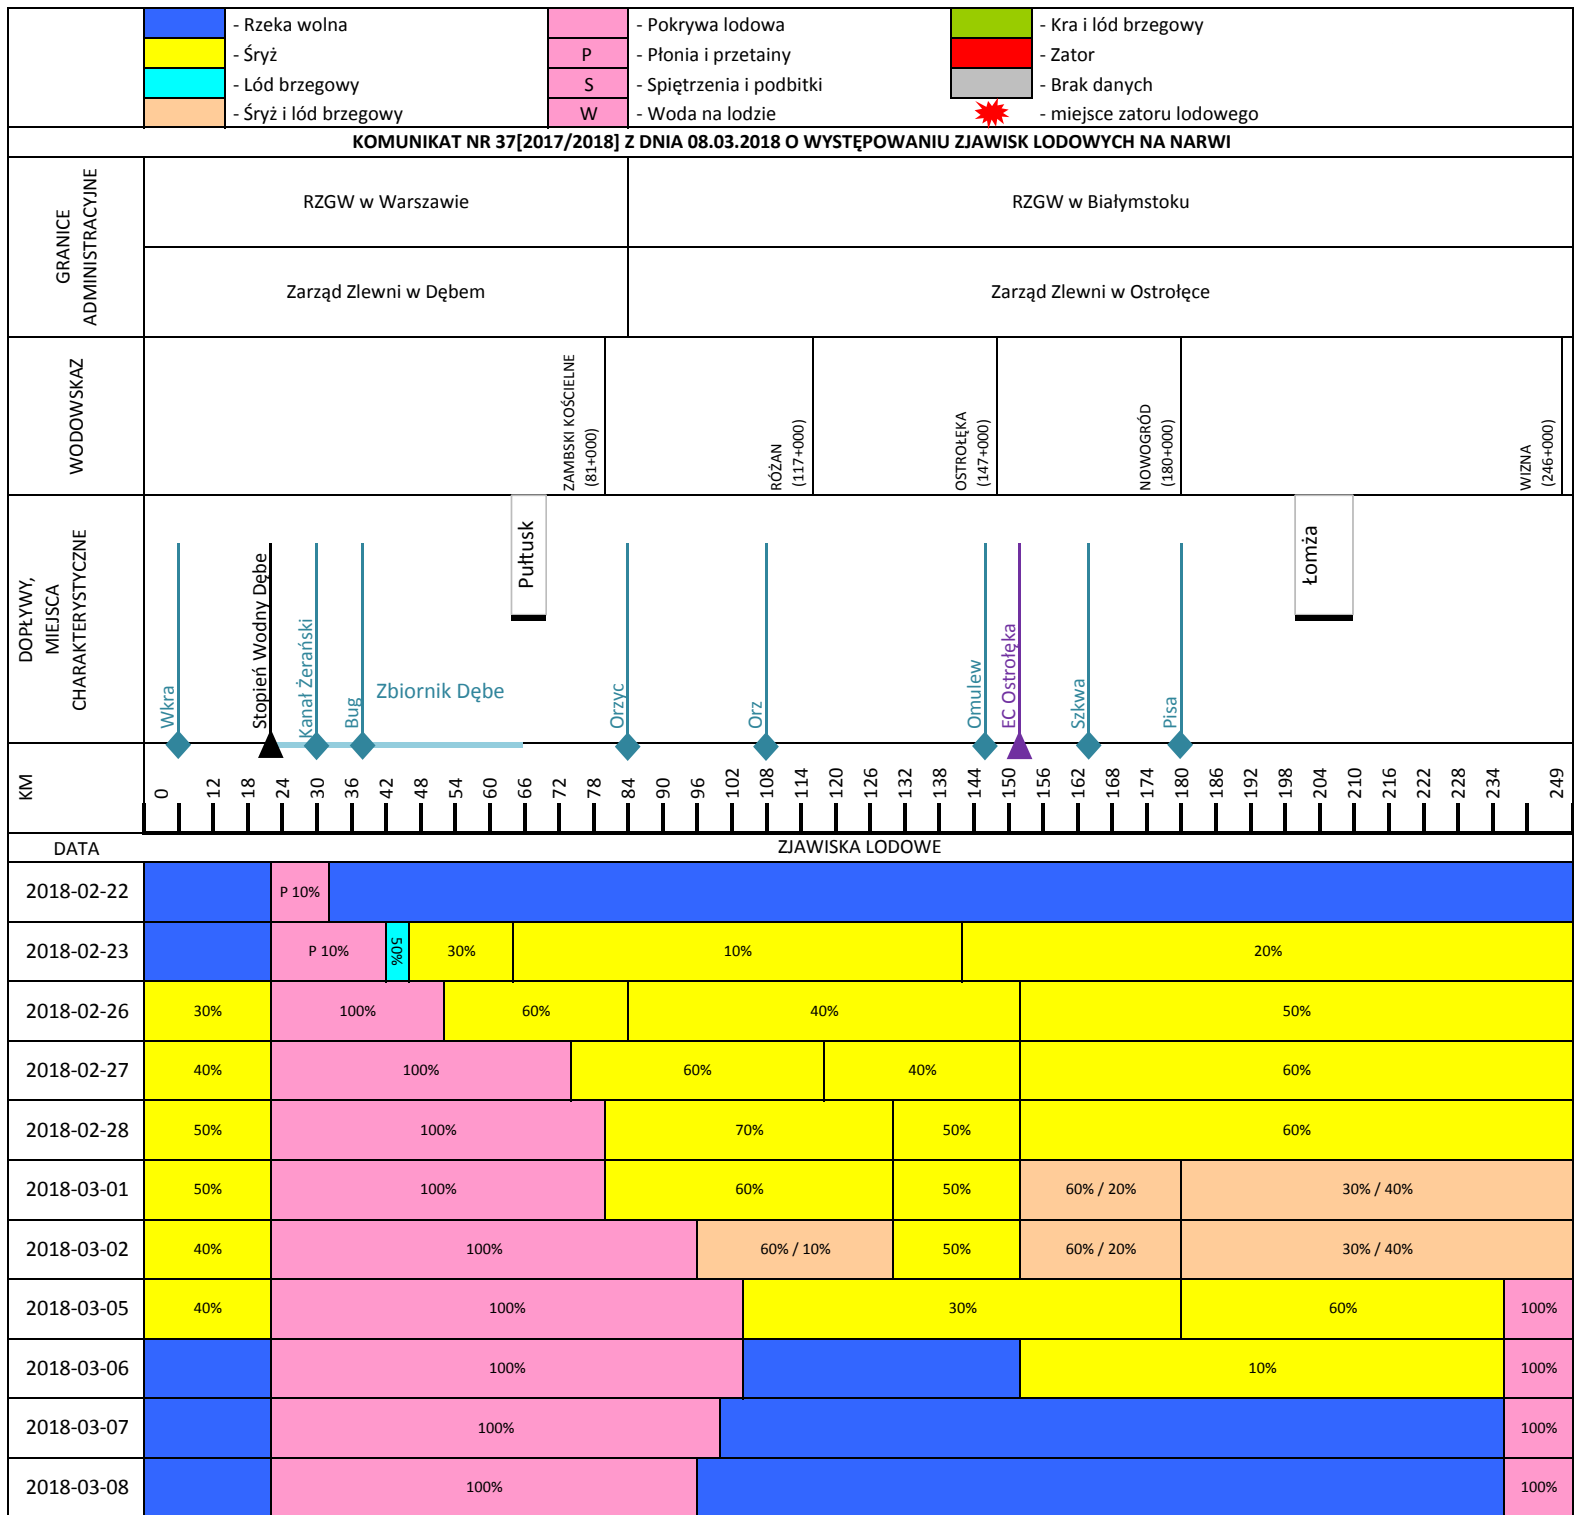 - Rzeka wolna
- Pokrywa lodowa
- Kra i lód brzegowy
- Śryż
P
- Płonia i przetainy
- Zator
- Lód brzegowy
S
- Spiętrzenia i podbitki
- Brak danych
- Śryż i lód brzegowy
W
- Woda na lodzie
- miejsce zatoru lodowego
KOMUNIKAT NR 37[2017/2018] Z DNIA 08.03.2018 O WYSTĘPOWANIU ZJAWISK LODOWYCH NA NARWI
GRANICE
ADMINISTRACYJNE
RZGW w Warszawie
RZGW w Białymstoku
Zarząd Zlewni w Dębem
Zarząd Zlewni w Ostrołęce
WODOWSKAZ
ZAMBSKI KOŚCIELNE
(81+000)
RÓŻAN
(117+000)
OSTROŁĘKA
(147+000)
NOWOGRÓD
(180+000)
WIZNA
(246+000)
DOPŁYWY,
MIEJSCA
CHARAKTERYSTYCZNE
Wkra
Stopień Wodny Dębe
Kanał Żerański
Bug
Zbiornik Dębe
Pułtusk
Orzyc
Orz
Omulew
EC Ostrołęka
Szkwa
Pisa
Łomża
KM
0 12 18 24 30 36 42 48 54 60 66 72 78 84 90 96 102 108 114 120 126 132 138 144 150 156 162 168 174 180 186 192 198 204 210 216 222 228 234 249
DATA
ZJAWISKA LODOWE
2018-02-22 P 10%
2018-02-23 P 10% 50% 30% 10% 20%
2018-02-26 30% 100% 60% 40% 50%
2018-02-27 40% 100% 60% 40% 60%
2018-02-28 50% 100% 70% 50% 60%
2018-03-01 50% 100% 60% 50% 60% / 20% 30% / 40%
2018-03-02 40% 100% 60% / 10% 50% 60% / 20% 30% / 40%
2018-03-05 40% 100% 30% 60% 100%
2018-03-06 100% 10% 100%
2018-03-07 100% 100%
2018-03-08 100% 100%